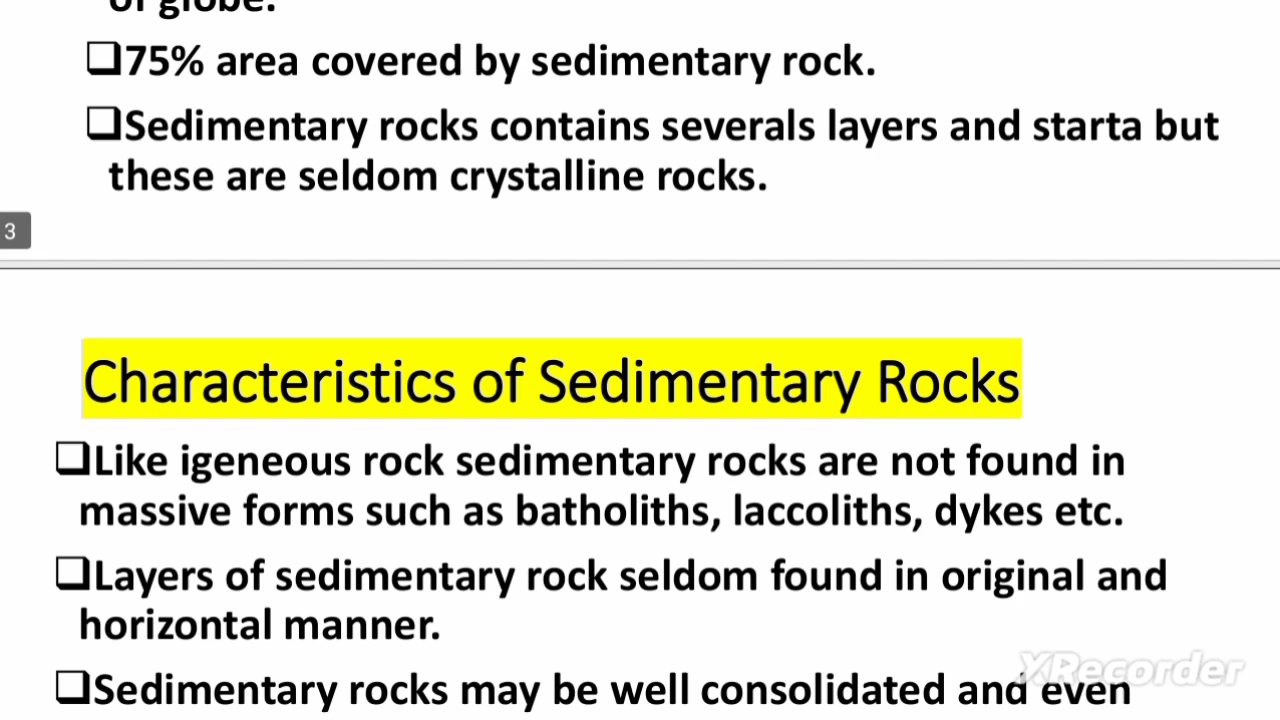 of globe.
❑75% area covered by sedimentary rock.
❑Sedimentary rocks contains severals layers and starta but
these are seldom crystalline rocks.
3
Characteristics of Sedimentary Rocks
❑Like igeneous rock sedimentary rocks are not found in
massive forms such as batholiths, laccoliths, dykes etc.
❑Layers of sedimentary rock seldom found in original and
horizontal manner.
❑Sedimentary rocks may be well consolidated and even
XRecorder